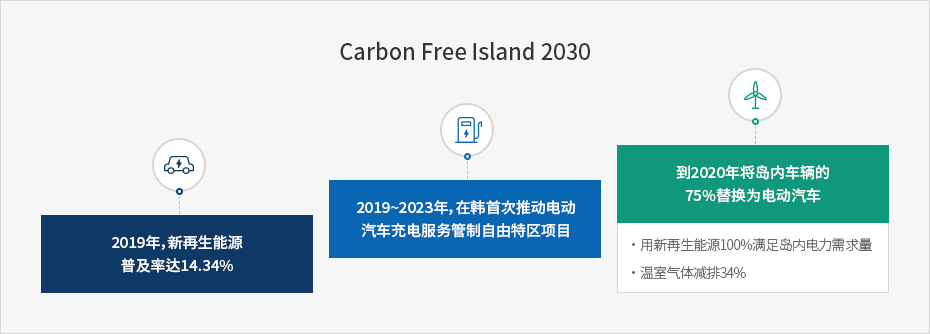 Carbon Free Island 2030
2019年，新再生能源
普及率达14.34%
2019~2023年，在韩首次推动电动
汽车充电服务管制自由特区项目
到2020年将岛内车辆的
75%替换为电动汽车
・用新再生能源100%满足岛内电力需求量
・温室气体减排34%